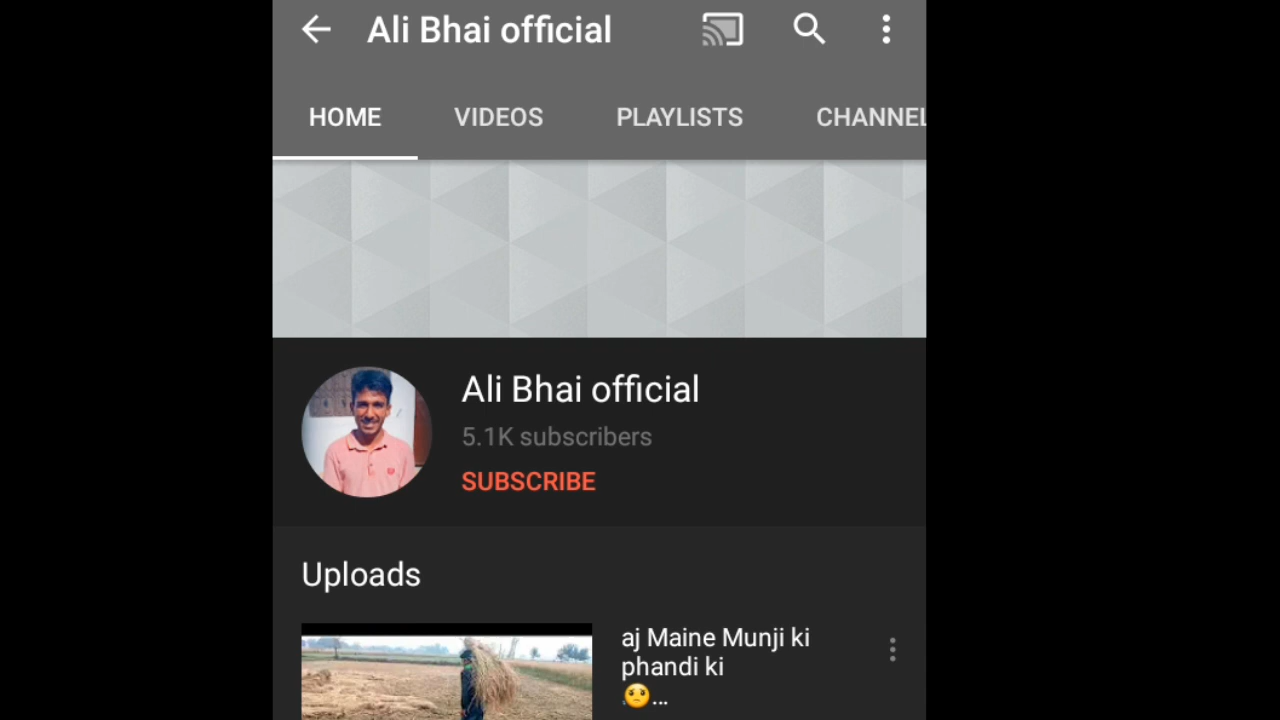 Ali Bhai official
HOME VIDEOS PLAYLISTS CHANNEL
Ali Bhai official
5.1K subscribers
SUBSCRIBE
Uploads
aj Maine Munji ki
phandi ki
😟...